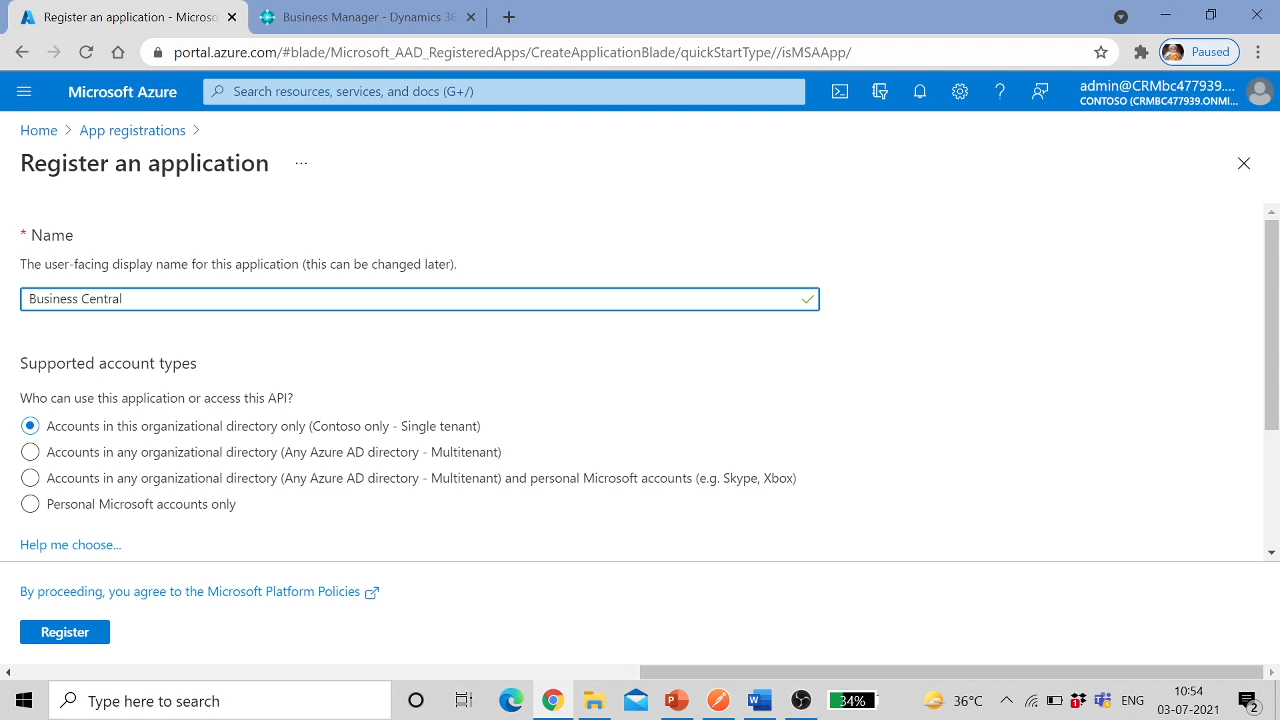 Register an application - Micros
Business Manager - Dynamics 36
portal.azure.com/#blade/Microsoft_AAD_RegisteredApps/CreateApplicationBlade/quickStartType//isMSAApp/
Paused
Microsoft Azure
Search resources, services, and docs (G+/)
admin@CRMbc477939....
CONTOSO (CRMBC477939.ONMI...
Home > App registrations >
Register an application ...
* Name
The user-facing display name for this application (this can be changed later).
Business Central
Supported account types
Who can use this application or access this API?
Accounts in this organizational directory only (Contoso only - Single tenant)
Accounts in any organizational directory (Any Azure AD directory - Multitenant)
Accounts in any organizational directory (Any Azure AD directory - Multitenant) and personal Microsoft accounts (e.g. Skype, Xbox)
Personal Microsoft accounts only
Help me choose...
By proceeding, you agree to the Microsoft Platform Policies
Register
Type here to search
34%
36°C
ENG
10:54
03-07-2021
2